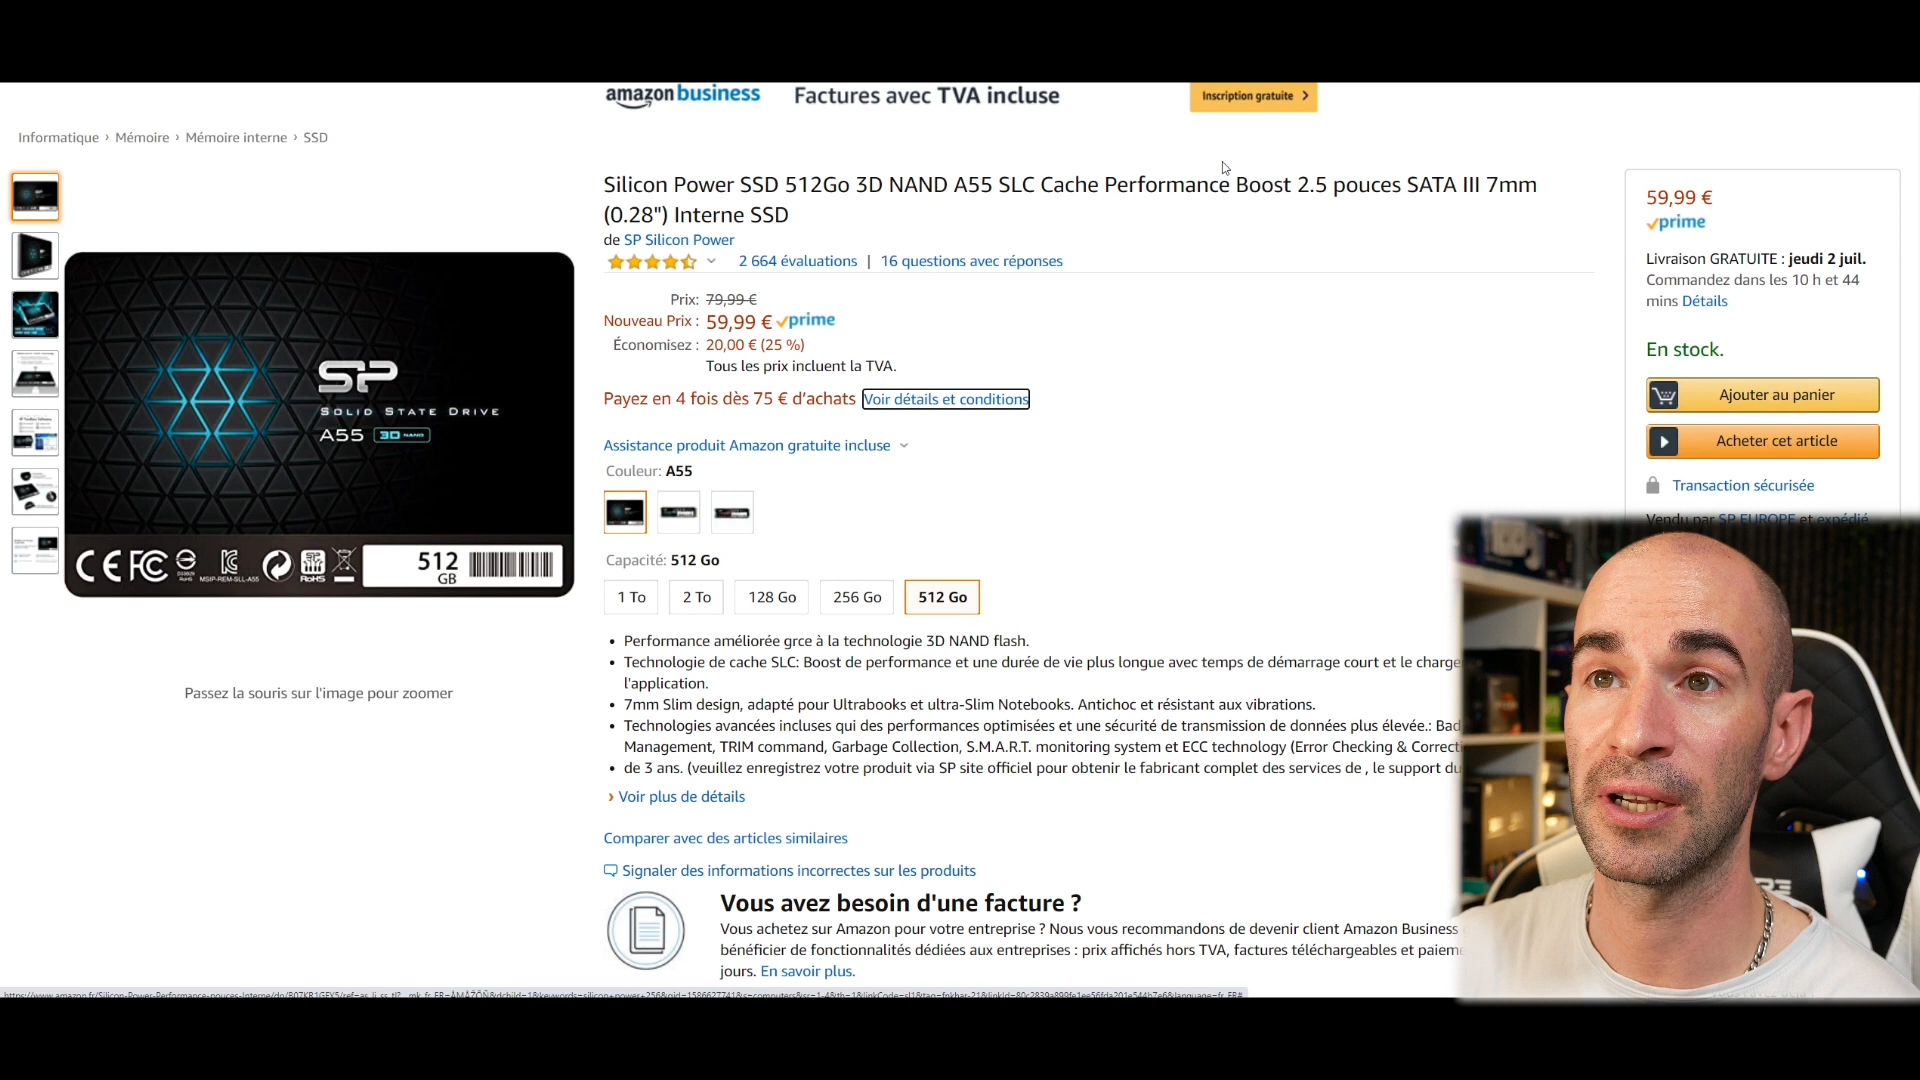 amazon business
Factures avec TVA incluse
Inscription gratuite
Informatique › Mémoire › Mémoire interne › SSD
Silicon Power SSD 512Go 3D NAND A55 SLC Cache Performance Boost 2.5 pouces SATA III 7mm
(0.28") Interne SSD
de SP Silicon Power
2 664 évaluations | 16 questions avec réponses
Prix: 79,99 €
Nouveau Prix : 59,99 € prime
Économisez : 20,00 € (25 %)
Tous les prix incluent la TVA.
Payez en 4 fois dès 75 € d’achats Voir détails et conditions
Assistance produit Amazon gratuite incluse
Couleur: A55
Capacité: 512 Go
1 To
2 To
128 Go
256 Go
512 Go
• Performance améliorée grce à la technologie 3D NAND flash.
• Technologie de cache SLC: Boost de performance et une durée de vie plus longue avec temps de démarrage court et le charge
l'application.
• 7mm Slim design, adapté pour Ultrabooks et ultra-Slim Notebooks. Antichoc et résistant aux vibrations.
• Technologies avancées incluses qui des performances optimisées et une sécurité de transmission de données plus élevée.: Bad
Management, TRIM command, Garbage Collection, S.M.A.R.T. monitoring system et ECC technology (Error Checking & Correcti
• de 3 ans. (veuillez enregistrez votre produit via SP site officiel pour obtenir le fabricant complet des services de , le support du
› Voir plus de détails
Comparer avec des articles similaires
Signaler des informations incorrectes sur les produits
Vous avez besoin d'une facture ?
Vous achetez sur Amazon pour votre entreprise ? Nous vous recommandons de devenir client Amazon Business
bénéficier de fonctionnalités dédiées aux entreprises : prix affichés hors TVA, factures téléchargeables et paieme
jours. En savoir plus.
SP
SOLID STATE DRIVE
A55 3D NAND
CE FC
MSIP-REM-SLL-A55
RoHS
512
GB
Passez la souris sur l'image pour zoomer
59,99 €
prime
Livraison GRATUITE : jeudi 2 juil.
Commandez dans les 10 h et 44
mins Détails
En stock.
Ajouter au panier
Acheter cet article
Transaction sécurisée
Vendu par SP EUROPE et expédié